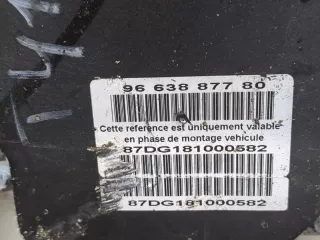 96 638 877 80
Cette reference est uniquement valable
en phase de montage vehicule
87DG181000582
87DG181000582